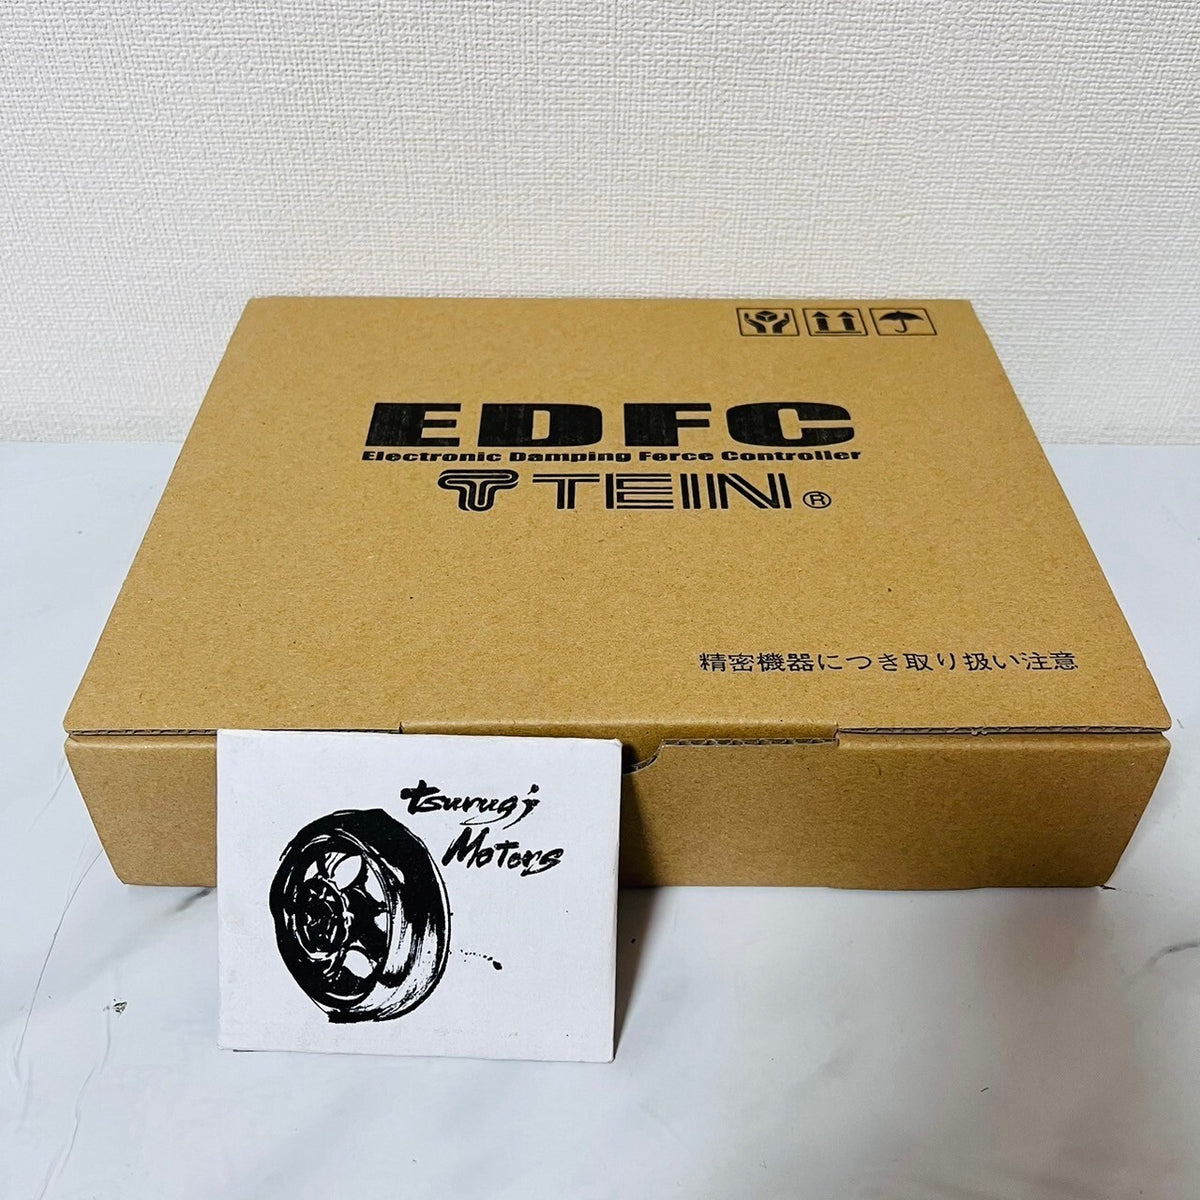 EDFC
Electronic Damping Force Controller
TEIN®
精密機器につき取り扱い注意
tsurugi
Motors